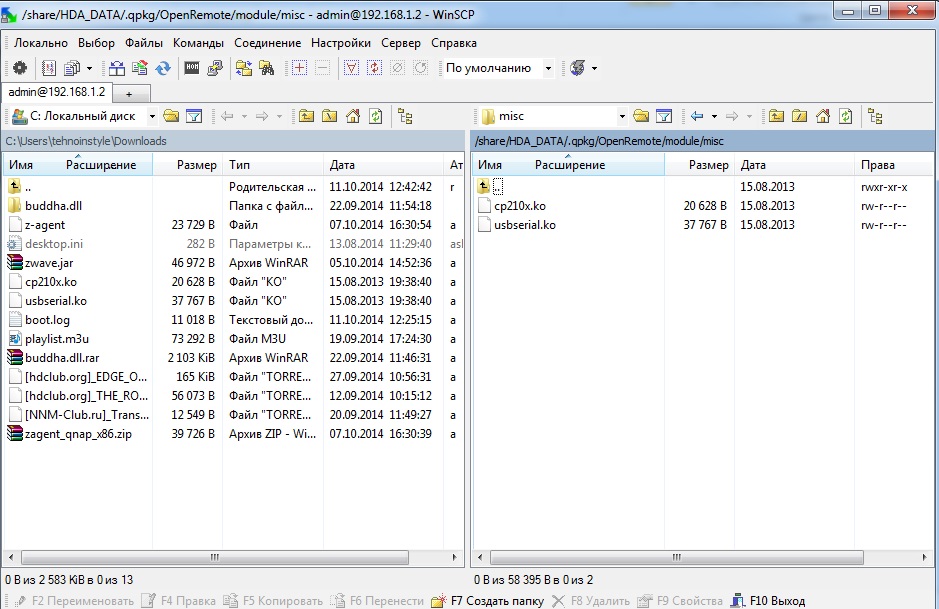 /share/HDA_DATA/.qpkg/OpenRemote/module/misc - admin@192.168.1.2 - WinSCP
Локально Выбор Файлы Команды Соединение Настройки Сервер Справка
По умолчанию
admin@192.168.1.2 +
C: Локальный диск misc
C:\Users\tehnoinstyle\Downloads /share/HDA_DATA/.qpkg/OpenRemote/module/misc
Имя Расширение Размер Тип Дата Ат Имя Расширение Размер Дата Права
.. Родительская ... 11.10.2014 12:42:42 r .. 15.08.2013 rwxr-xr-x
buddha.dll Папка с файл... 22.09.2014 11:54:18 cp210x.ko 20 628 B 15.08.2013 rw-r--r--
z-agent 23 729 B Файл 07.10.2014 16:30:54 a usbserial.ko 37 767 B 15.08.2013 rw-r--r--
desktop.ini 282 B Параметры к... 13.08.2014 11:29:40 asl
zwave.jar 46 972 B Архив WinRAR 05.10.2014 14:52:36 a
cp210x.ko 20 628 B Файл "KO" 15.08.2013 19:38:40 a
usbserial.ko 37 767 B Файл "KO" 15.08.2013 19:38:40 a
boot.log 11 018 B Текстовый до... 11.10.2014 12:25:15 a
playlist.m3u 73 292 B Файл M3U 19.09.2014 17:24:30 a
buddha.dll.rar 2 103 KiB Архив WinRAR 22.09.2014 11:46:31 a
[hdclub.org]_EDGE_O... 165 KiB Файл "TORRE... 27.09.2014 10:56:31 a
[hdclub.org]_THE_RO... 56 073 B Файл "TORRE... 12.09.2014 10:15:12 a
[NNM-Club.ru]_Trans... 12 549 B Файл "TORRE... 20.09.2014 11:49:27 a
zagent_qnap_x86.zip 39 726 B Архив ZIP - Wi... 07.10.2014 16:30:39 a
0 B из 2 583 KiB в 0 из 13 0 B из 58 395 B в 0 из 2
F2 Переименовать F4 Правка F5 Копировать F6 Перенести F7 Создать папку F8 Удалить F9 Свойства F10 Выход